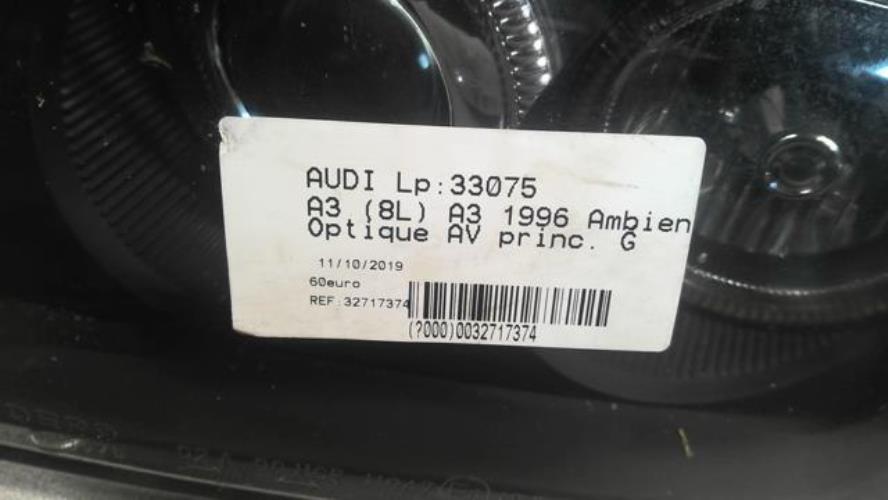 AUDI Lp:33075
A3 (8L) A3 1996 Ambien
Optique AV princ. G
11/10/2019
60euro
REF:32717374
(?000)0032717374